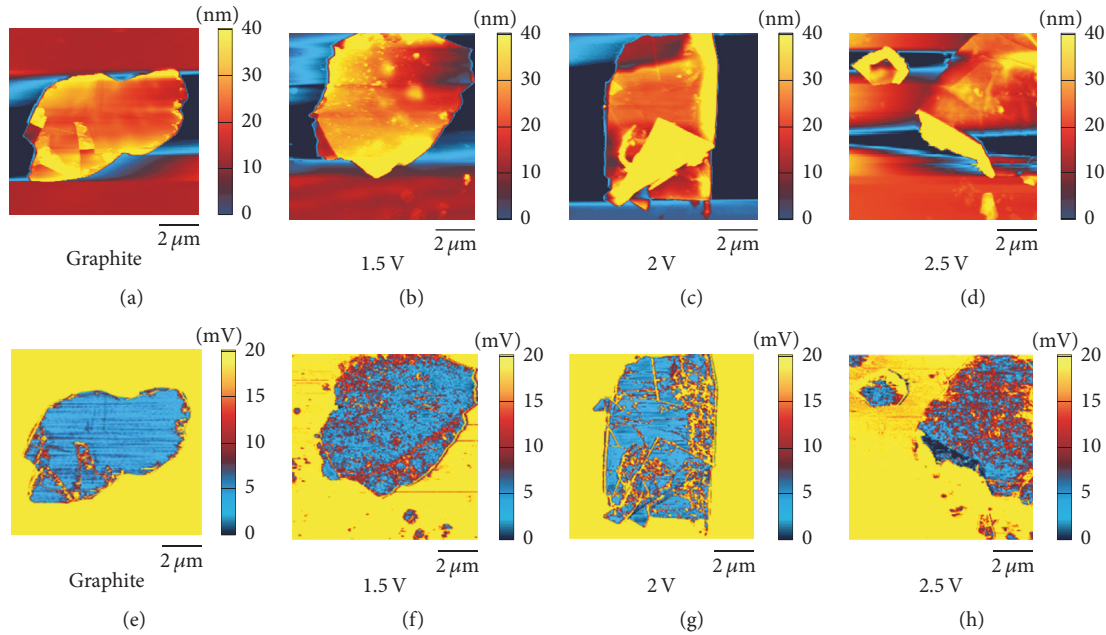 (nm) (nm) (nm) (nm)
40 40 40 40
30 30 30 30
20 20 20 20
10 10 10 10
0 0 0 0
2 μm 2 μm 2 μm 2 μm
Graphite 1.5 V 2 V 2.5 V
(a) (b) (c) (d)
(mV) (mV) (mV) (mV)
20 20 20 20
15 15 15 15
10 10 10 10
5 5 5 5
0 0 0 0
2 μm 2 μm 2 μm 2 μm
Graphite 1.5 V 2 V 2.5 V
(e) (f) (g) (h)